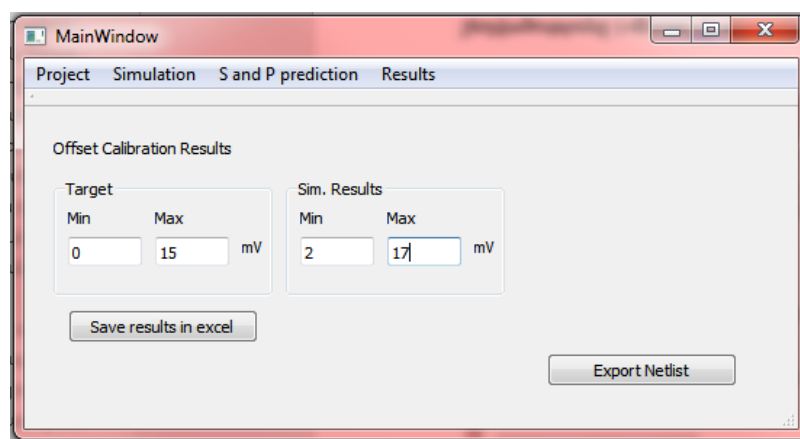 MainWindow
Project Simulation S and P prediction Results
Offset Calibration Results
Target Sim. Results
Min Max Min Max
0 15 mV 2 17 mV
Save results in excel
Export Netlist